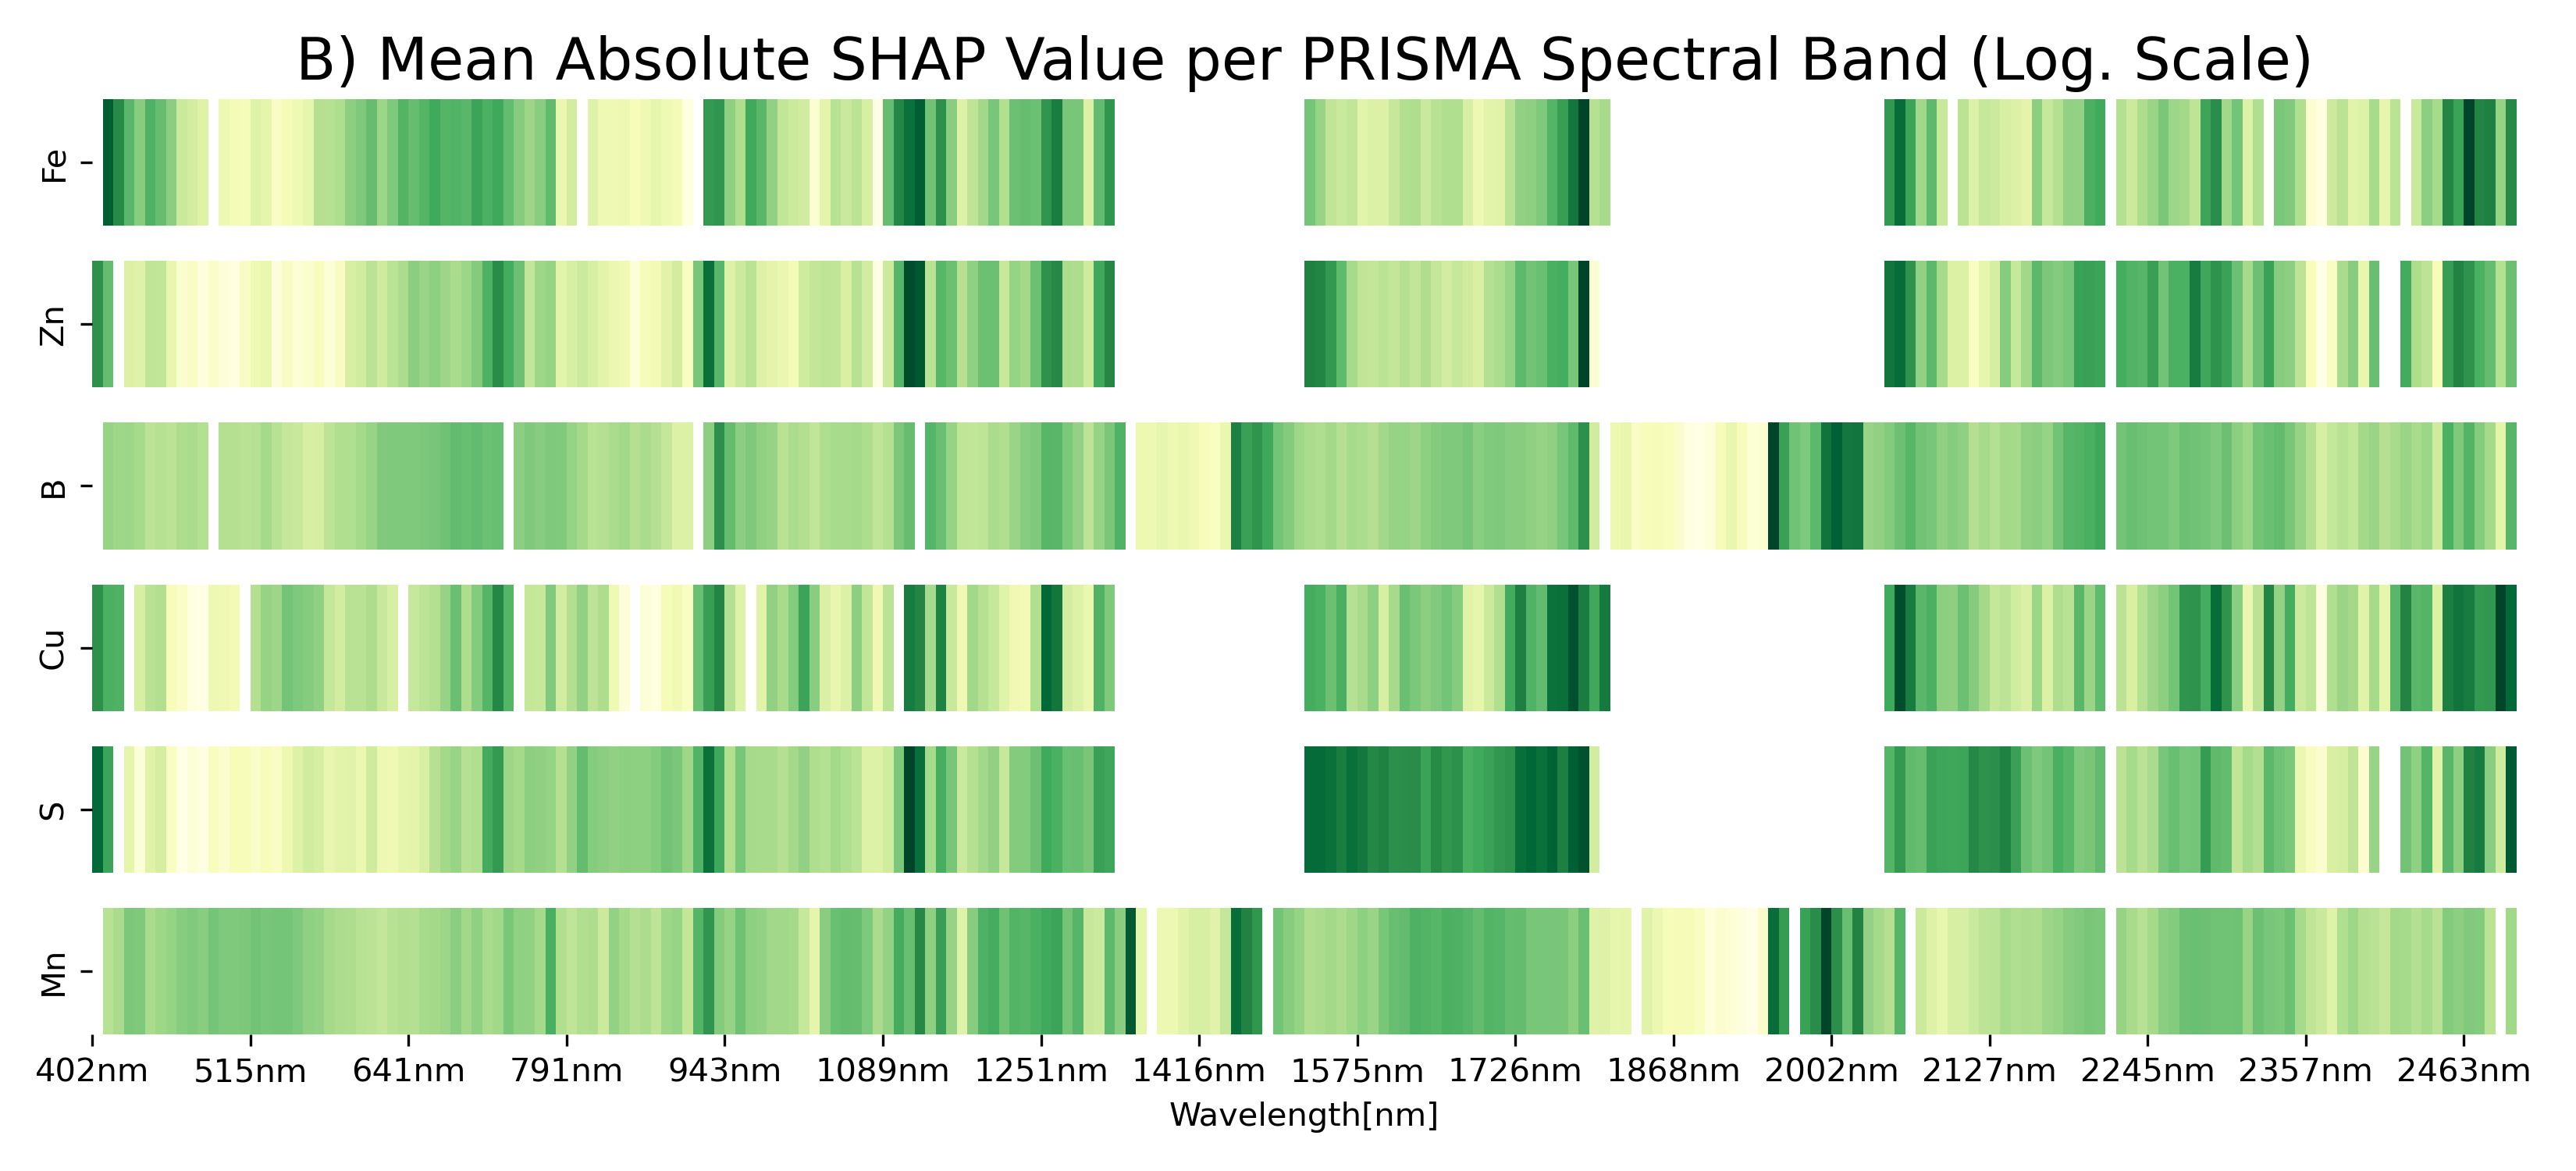 B) Mean Absolute SHAP Value per PRISMA Spectral Band (Log. Scale)
Fe
Zn
B
Cu
S
Mn
402nm 515nm 641nm 791nm 943nm 1089nm 1251nm 1416nm 1575nm 1726nm 1868nm 2002nm 2127nm 2245nm 2357nm 2463nm
Wavelength[nm]